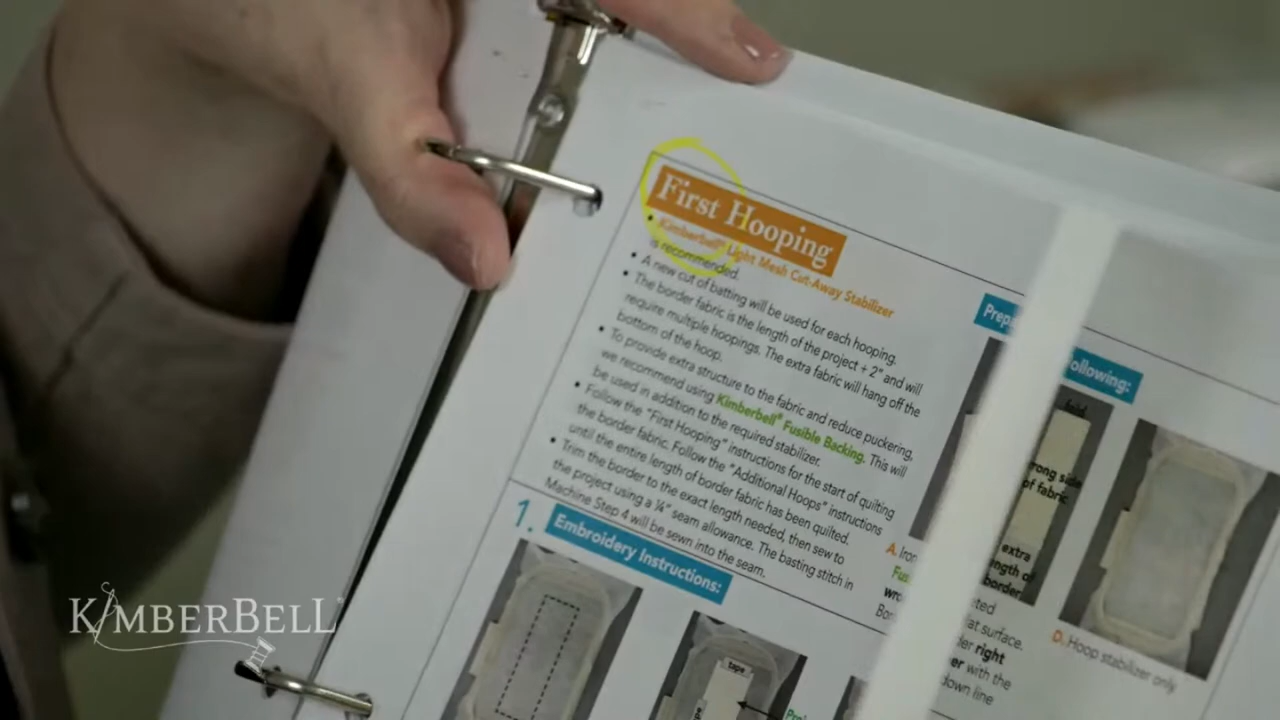 First Hooping
• Kimberbell® Light Mesh Cut-Away Stabilizer
is recommended.
• A new cut of batting will be used for each hooping.
• The border fabric is the length of the project + 2" and will
require multiple hoopings. The extra fabric will hang off the
bottom of the hoop.
• To provide extra structure to the fabric and reduce puckering,
we recommend using Kimberbell® Fusible Backing. This will
be used in addition to the required stabilizer.
• Follow the "First Hooping" instructions for the start of quilting
the border fabric. Follow the "Additional Hoops" instructions
until the entire length of border fabric has been quilted.
• Trim the border to the exact length needed, then sew to
the project using a ¼" seam allowance. The basting stitch in
Machine Step 4 will be sewn into the seam.
1. Embroidery Instructions:
tape
fold
of fabric
extra
length of
border
A. Iron
D. Hoop stabilizer only
right
with the
down line
KIMBERBELL